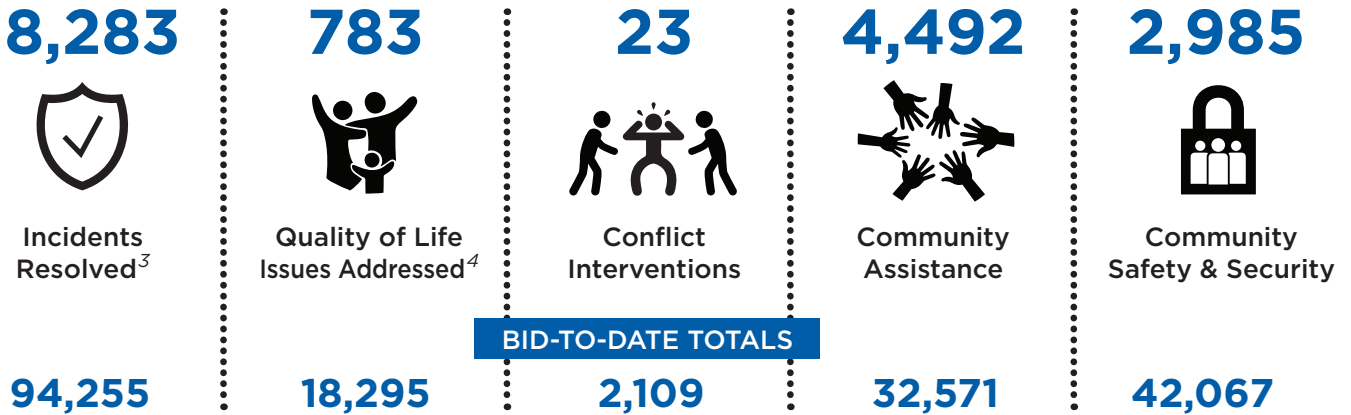 8,283
783
23
4,492
2,985
Incidents
Resolved3
Quality of Life
Issues Addressed4
Conflict
Interventions
Community
Assistance
Community
Safety & Security
BID-TO-DATE TOTALS
94,255
18,295
2,109
32,571
42,067